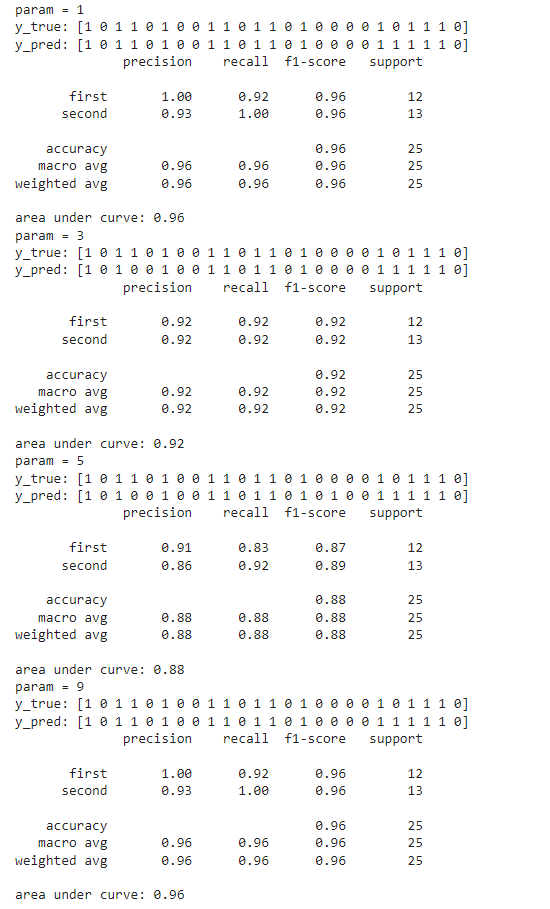 param = 1
y_true: [1 0 1 1 0 1 0 0 1 1 0 1 1 0 1 0 0 0 0 1 0 1 1 1 0]
y_pred: [1 0 1 1 0 1 0 0 1 1 0 1 1 0 1 0 0 0 0 1 1 1 1 1 0]
precision recall f1-score support
first 1.00 0.92 0.96 12
second 0.93 1.00 0.96 13
accuracy 0.96 25
macro avg 0.96 0.96 0.96 25
weighted avg 0.96 0.96 0.96 25
area under curve: 0.96
param = 3
y_true: [1 0 1 1 0 1 0 0 1 1 0 1 1 0 1 0 0 0 0 1 0 1 1 1 0]
y_pred: [1 0 1 0 0 1 0 0 1 1 0 1 1 0 1 0 0 0 0 1 1 1 1 1 0]
precision recall f1-score support
first 0.92 0.92 0.92 12
second 0.92 0.92 0.92 13
accuracy 0.92 25
macro avg 0.92 0.92 0.92 25
weighted avg 0.92 0.92 0.92 25
area under curve: 0.92
param = 5
y_true: [1 0 1 1 0 1 0 0 1 1 0 1 1 0 1 0 0 0 0 1 0 1 1 1 0]
y_pred: [1 0 1 0 0 1 0 0 1 1 0 1 1 0 1 0 1 0 0 1 1 1 1 1 0]
precision recall f1-score support
first 0.91 0.83 0.87 12
second 0.86 0.92 0.89 13
accuracy 0.88 25
macro avg 0.88 0.88 0.88 25
weighted avg 0.88 0.88 0.88 25
area under curve: 0.88
param = 9
y_true: [1 0 1 1 0 1 0 0 1 1 0 1 1 0 1 0 0 0 0 1 0 1 1 1 0]
y_pred: [1 0 1 1 0 1 0 0 1 1 0 1 1 0 1 0 0 0 0 1 1 1 1 1 0]
precision recall f1-score support
first 1.00 0.92 0.96 12
second 0.93 1.00 0.96 13
accuracy 0.96 25
macro avg 0.96 0.96 0.96 25
weighted avg 0.96 0.96 0.96 25
area under curve: 0.96